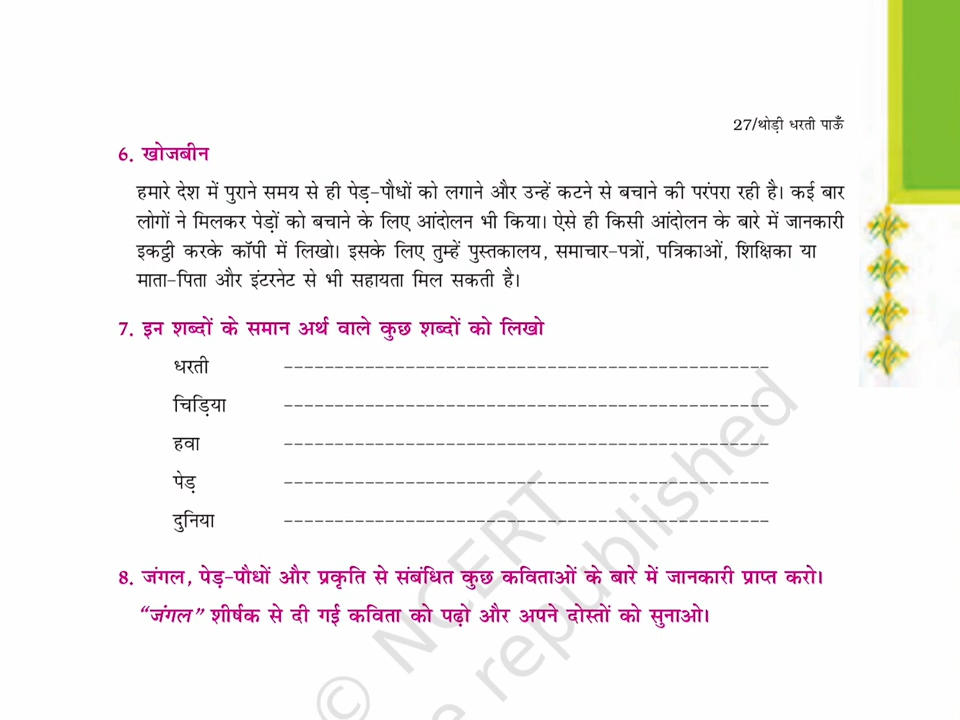 27/थोड़ी धरती पाऊँ
6. खोजबीन
हमारे देश में पुराने समय से ही पेड़-पौधों को लगाने और उन्हें कटने से बचाने की परंपरा रही है। कई बार
लोगों ने मिलकर पेड़ों को बचाने के लिए आंदोलन भी किया। ऐसे ही किसी आंदोलन के बारे में जानकारी
इकट्ठी करके कॉपी में लिखो। इसके लिए तुम्हें पुस्तकालय, समाचार-पत्रों, पत्रिकाओं, शिक्षिका या
माता-पिता और इंटरनेट से भी सहायता मिल सकती है।
7. इन शब्दों के समान अर्थ वाले कुछ शब्दों को लिखो
धरती ------------------------------------------------
चिड़िया ------------------------------------------------
हवा ------------------------------------------------
पेड़ ------------------------------------------------
दुनिया ------------------------------------------------
8. जंगल, पेड़-पौधों और प्रकृति से संबंधित कुछ कविताओं के बारे में जानकारी प्राप्त करो।
“जंगल” शीर्षक से दी गई कविता को पढ़ो और अपने दोस्तों को सुनाओ।
© NCERT
republished